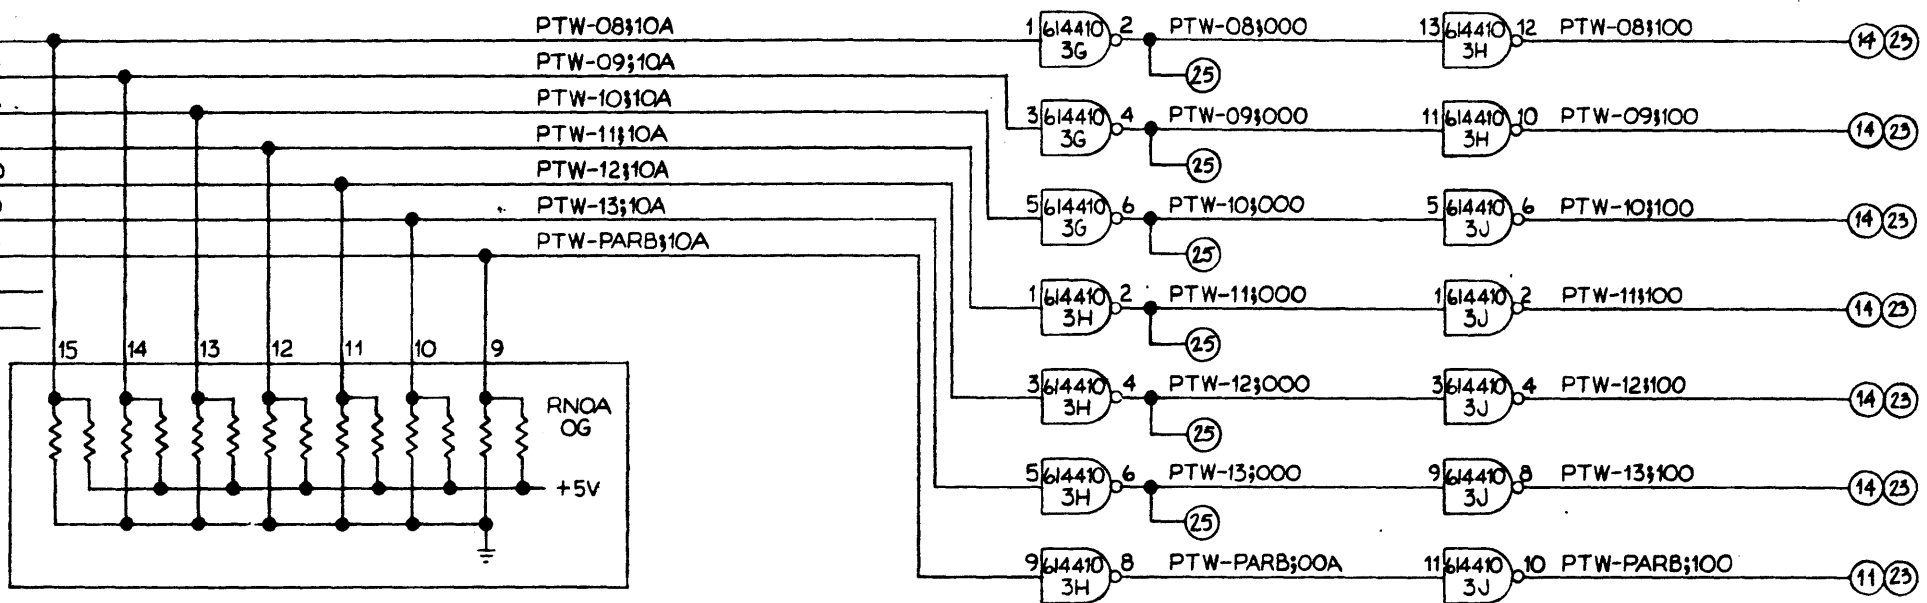 PTW-08;10A
1 614410 3G 2 PTW-08;000
13 614410 3H 12 PTW-08;100
14 23
25
PTW-09;10A
3 614410 3G 4 PTW-09;000
11 614410 3H 10 PTW-09;100
14 23
25
PTW-10;10A
5 614410 3G 6 PTW-10;000
5 614410 3J 6 PTW-10;100
14 23
25
PTW-11;10A
1 614410 3H 2 PTW-11;000
1 614410 3J 2 PTW-11;100
14 23
25
PTW-12;10A
3 614410 3H 4 PTW-12;000
3 614410 3J 4 PTW-12;100
14 23
25
PTW-13;10A
5 614410 3H 6 PTW-13;000
9 614410 3J 8 PTW-13;100
14 23
25
PTW-PARB;10A
9 614410 3H 8 PTW-PARB;00A
11 614410 3J 10 PTW-PARB;100
11 23
15 14 13 12 11 10 9
RNOA
OG
+5V